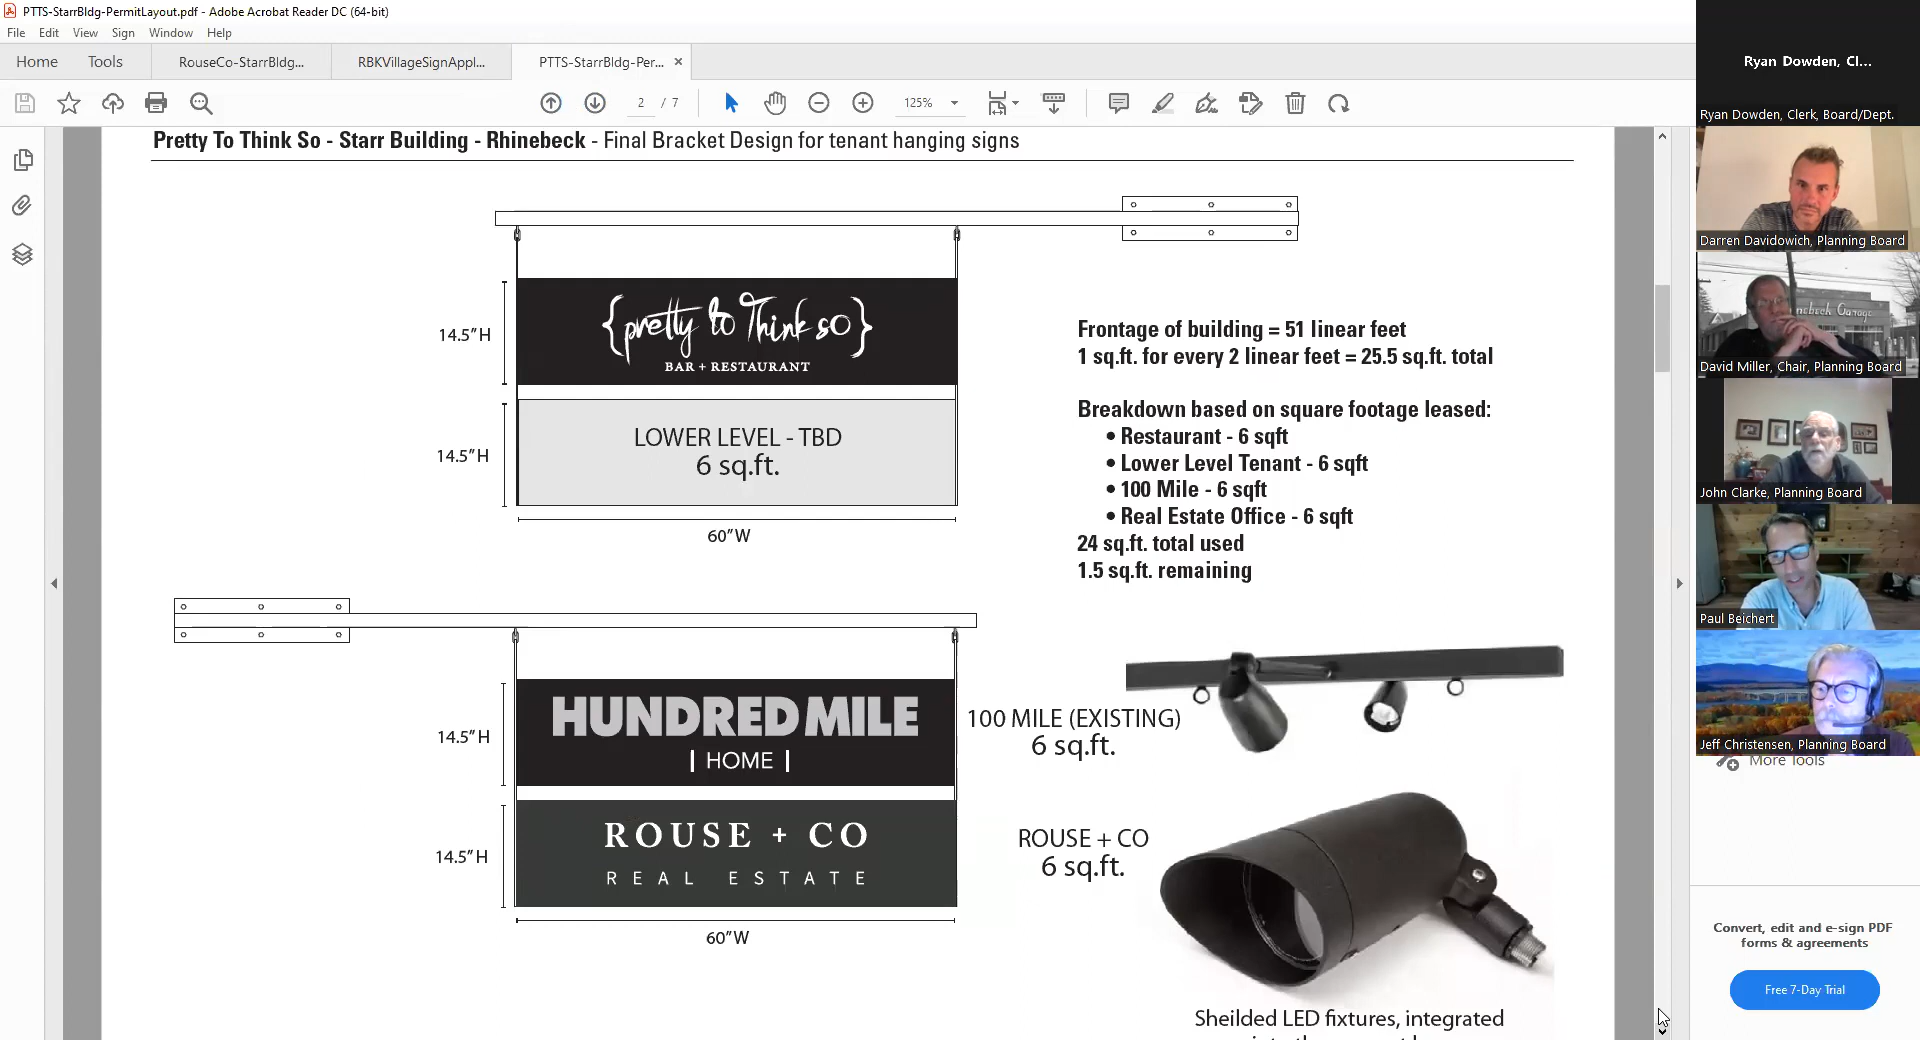 PTTS-StarrBldg-PermitLayout.pdf - Adobe Acrobat Reader DC (64-bit)
File Edit View Sign Window Help
Home Tools RouseCo-StarrBldg... RBKVillageSignAppl... PTTS-StarrBldg-Per... ×
2 / 7 125%
Pretty To Think So - Starr Building - Rhinebeck - Final Bracket Design for tenant hanging signs
14.5"H
{pretty to Think so}
BAR + RESTAURANT
14.5"H
LOWER LEVEL - TBD
6 sq.ft.
60"W
Frontage of building = 51 linear feet
1 sq.ft. for every 2 linear feet = 25.5 sq.ft. total
Breakdown based on square footage leased:
• Restaurant - 6 sqft
• Lower Level Tenant - 6 sqft
• 100 Mile - 6 sqft
• Real Estate Office - 6 sqft
24 sq.ft. total used
1.5 sq.ft. remaining
14.5"H
HUNDRED MILE
| HOME |
100 MILE (EXISTING)
6 sq.ft.
14.5"H
ROUSE + CO
REAL ESTATE
ROUSE + CO
6 sq.ft.
60"W
Sheilded LED fixtures, integrated
Ryan Dowden, Cl...
Ryan Dowden, Clerk, Board/Dept.
Darren Davidowich, Planning Board
David Miller, Chair, Planning Board
John Clarke, Planning Board
Paul Beichert
Jeff Christensen, Planning Board
More Tools
Convert, edit and e-sign PDF
forms & agreements
Free 7-Day Trial